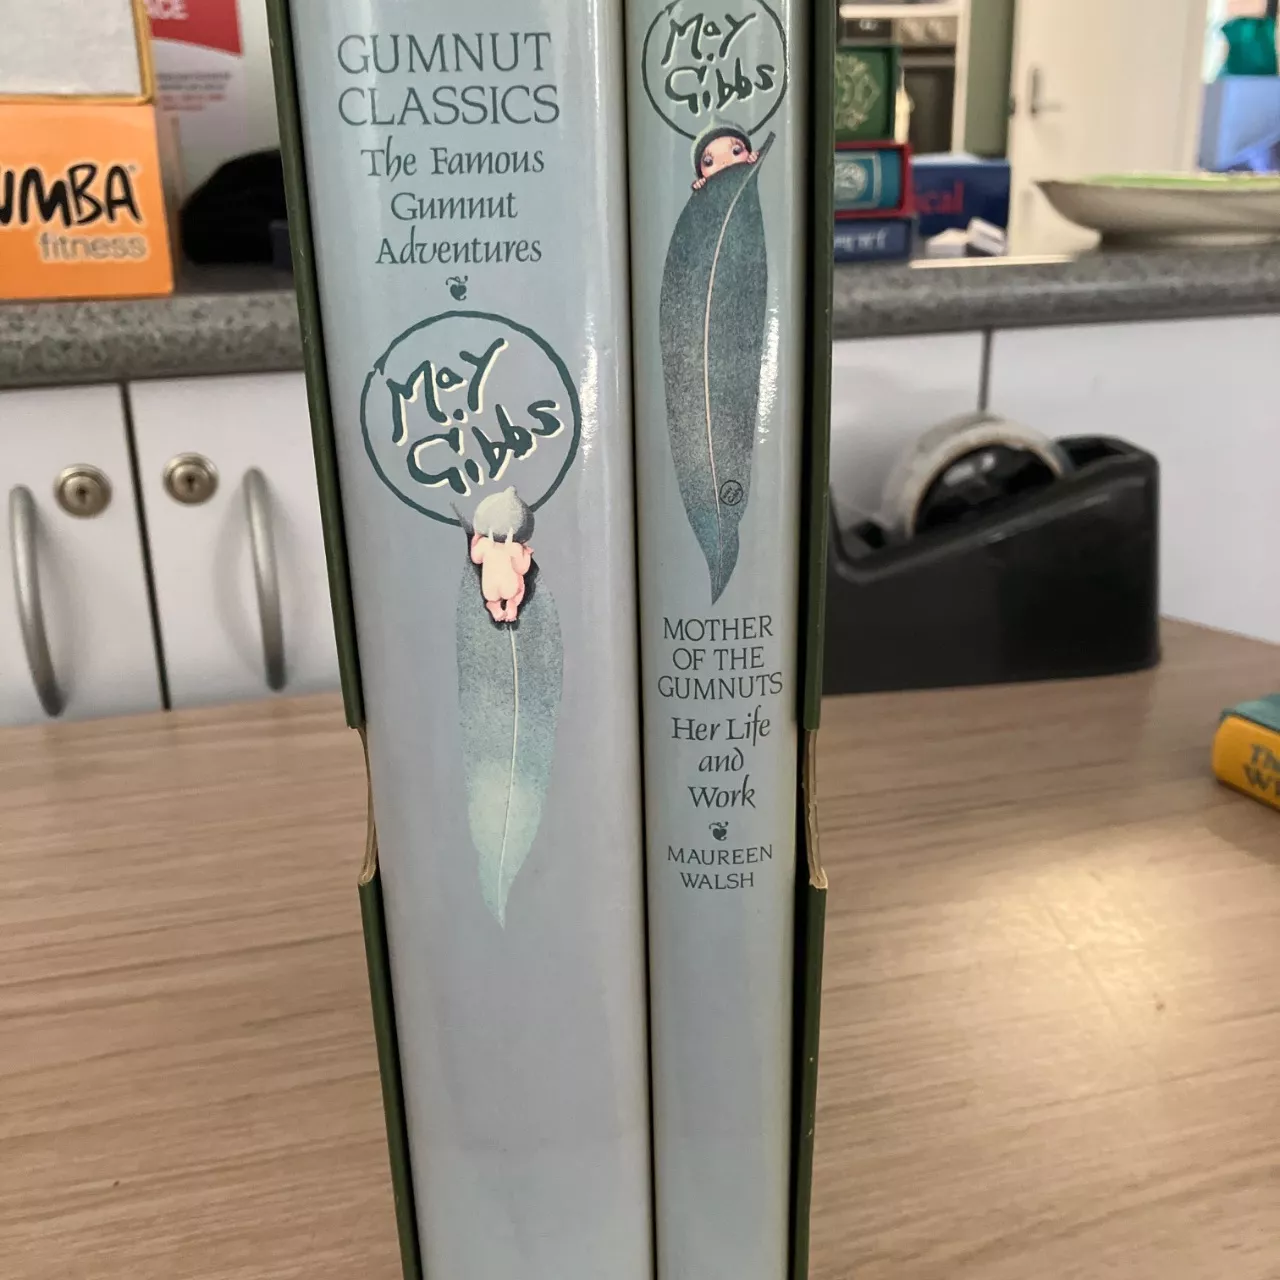 GUMNUT
CLASSICS
The Famous
Gumnut
Adventures
May
Gibbs
May
Gibbs
MOTHER
OF THE
GUMNUTS
Her Life
and
Work
MAUREEN
WALSH
UMBA
fitness